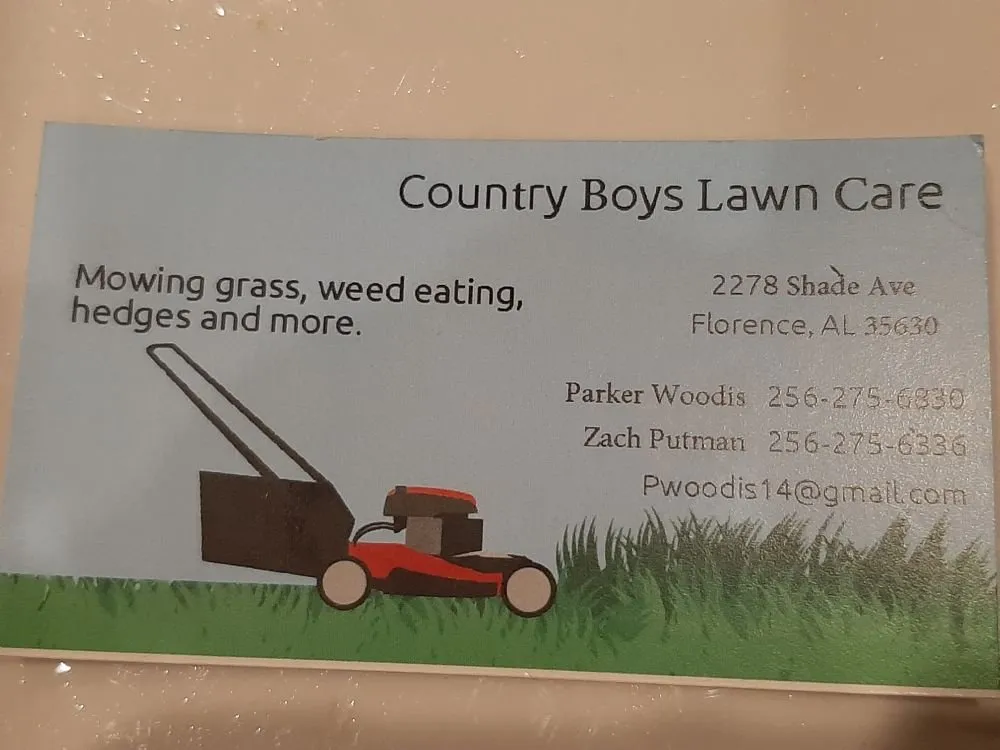 Country Boys Lawn Care
Mowing grass, weed eating,
hedges and more.
2278 Shade Ave
Florence, AL 35630
Parker Woodis 256-275-6830
Zach Putman 256-275-6336
Pwoodis14@gmail.com